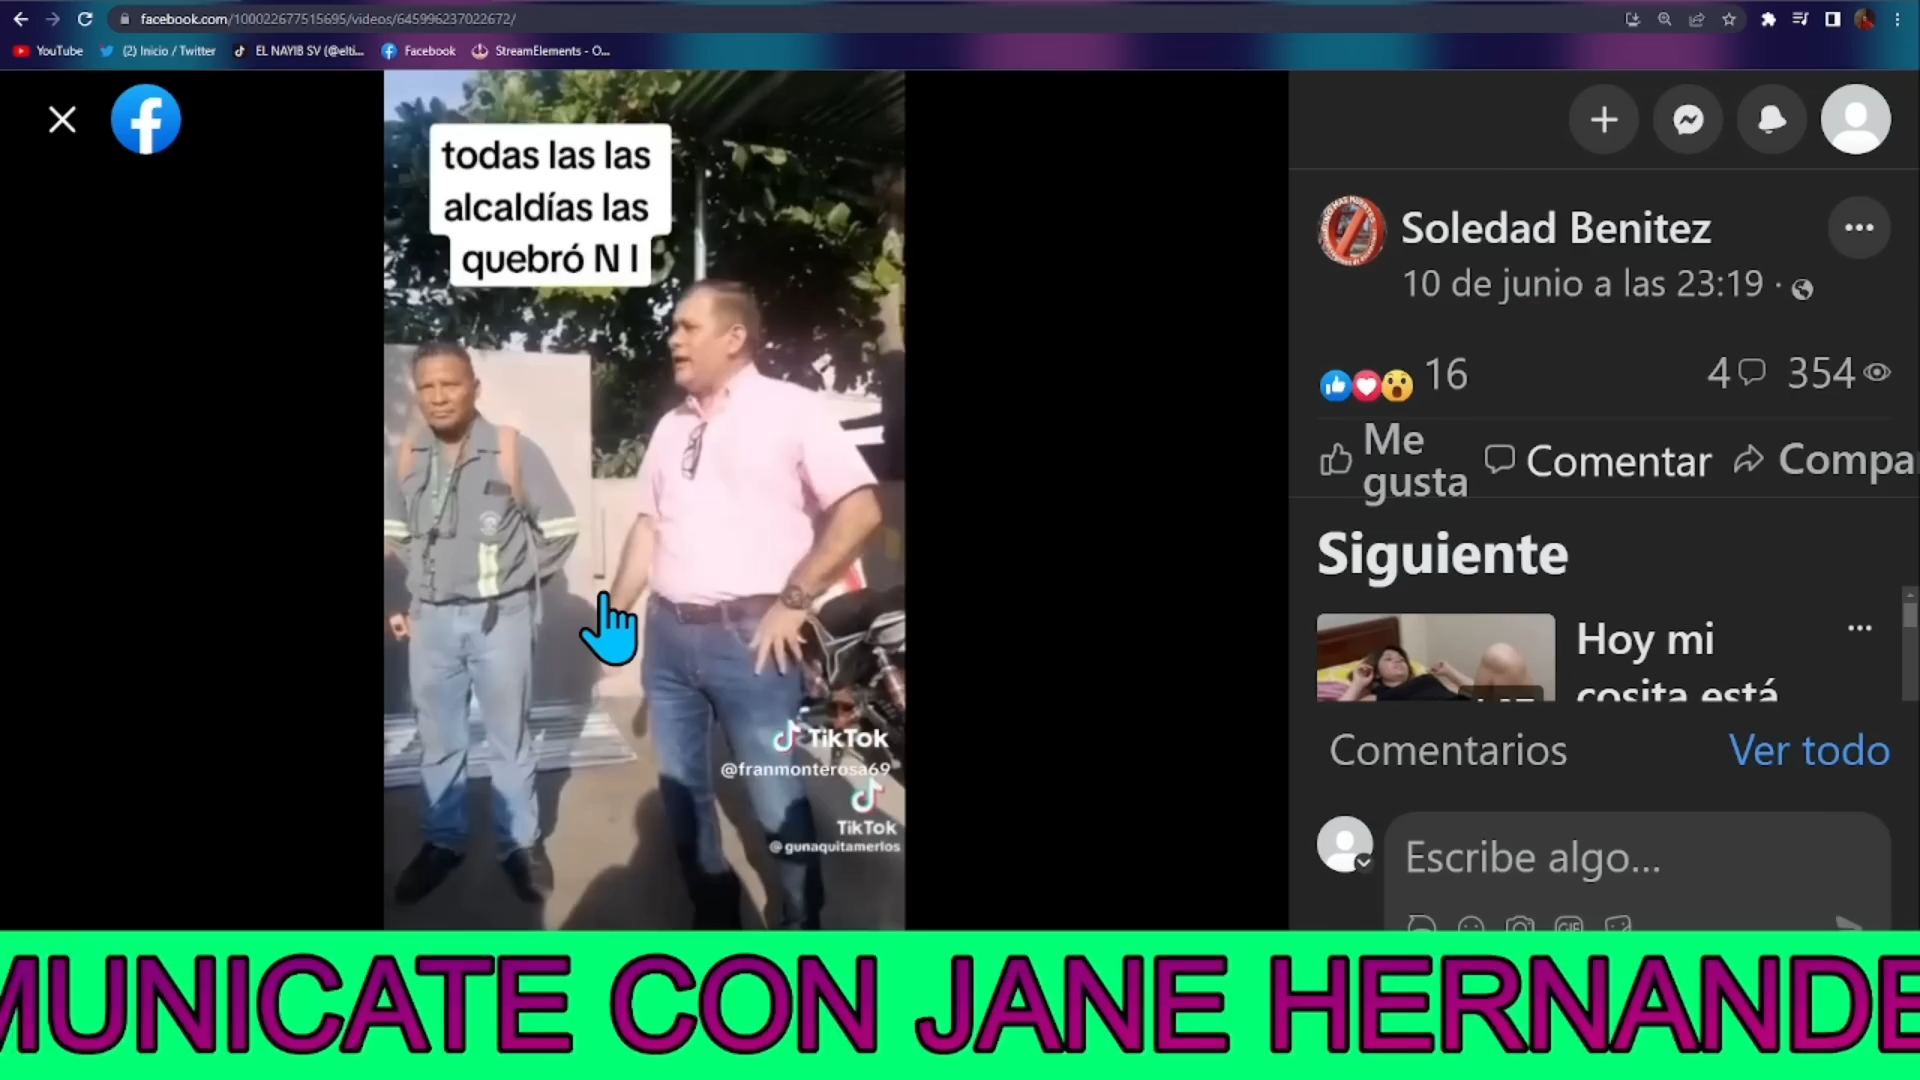 facebook.com/100022677515695/videos/645996237022672/
YouTube
(2) Inicio / Twitter
EL NAYIB SV (@elti...
Facebook
StreamElements - O...
todas las las
alcaldías las
quebró N I
TikTok
@franmonterosa69
TikTok
@gunaquitamerlos
Soledad Benitez
10 de junio a las 23:19
16
4
354
Me
gusta
Comentar
Compa
Siguiente
Hoy mi
cosita está
Comentarios
Ver todo
Escribe algo...
GIF
MUNICATE CON JANE HERNANDE